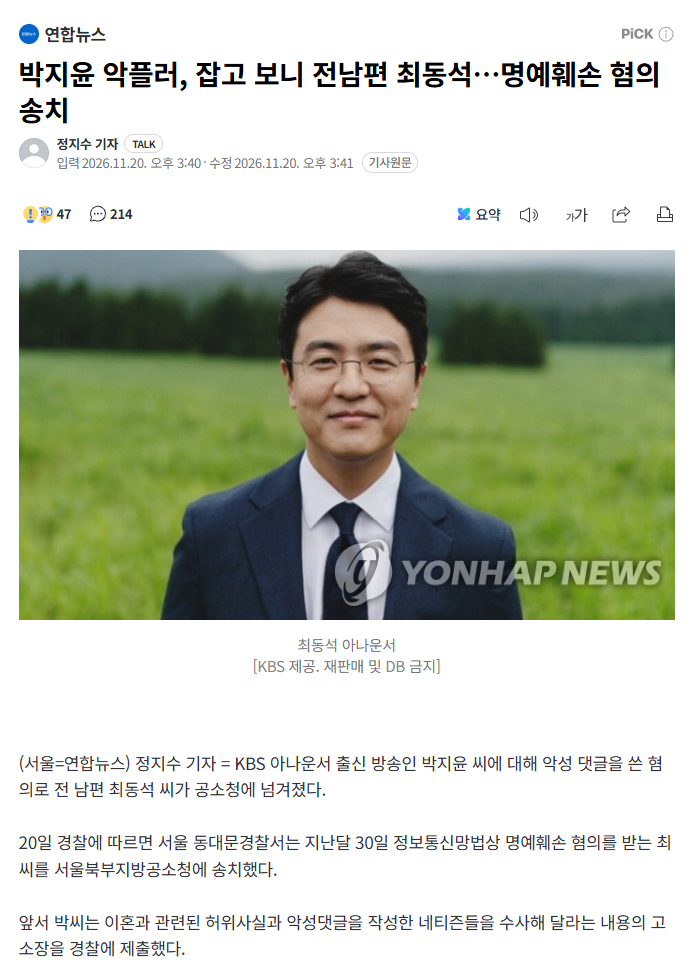 연합뉴스
PiCK
박지윤 악플러, 잡고 보니 전남편 최동석…명예훼손 혐의
송치
정지수 기자 TALK
입력 2026.11.20. 오후 3:40 · 수정 2026.11.20. 오후 3:41 기사원문
47 214 요약 가가
YONHAP NEWS
최동석 아나운서
[KBS 제공. 재판매 및 DB 금지]
(서울=연합뉴스) 정지수 기자 = KBS 아나운서 출신 방송인 박지윤 씨에 대해 악성 댓글을 쓴 혐
의로 전 남편 최동석 씨가 공소청에 넘겨졌다.
20일 경찰에 따르면 서울 동대문경찰서는 지난달 30일 정보통신망법상 명예훼손 혐의를 받는 최
씨를 서울북부지방공소청에 송치했다.
앞서 박씨는 이혼과 관련된 허위사실과 악성댓글을 작성한 네티즌들을 수사해 달라는 내용의 고
소장을 경찰에 제출했다.